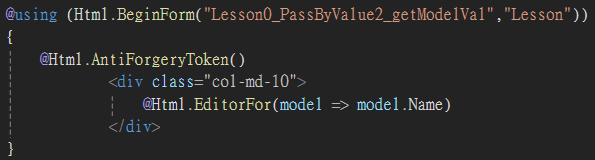 @using (Html.BeginForm("Lesson0_PassByValue2_getModelVal","Lesson"))
{
@Html.AntiForgeryToken()
<div class="col-md-10">
@Html.EditorFor(model => model.Name)
</div>
}